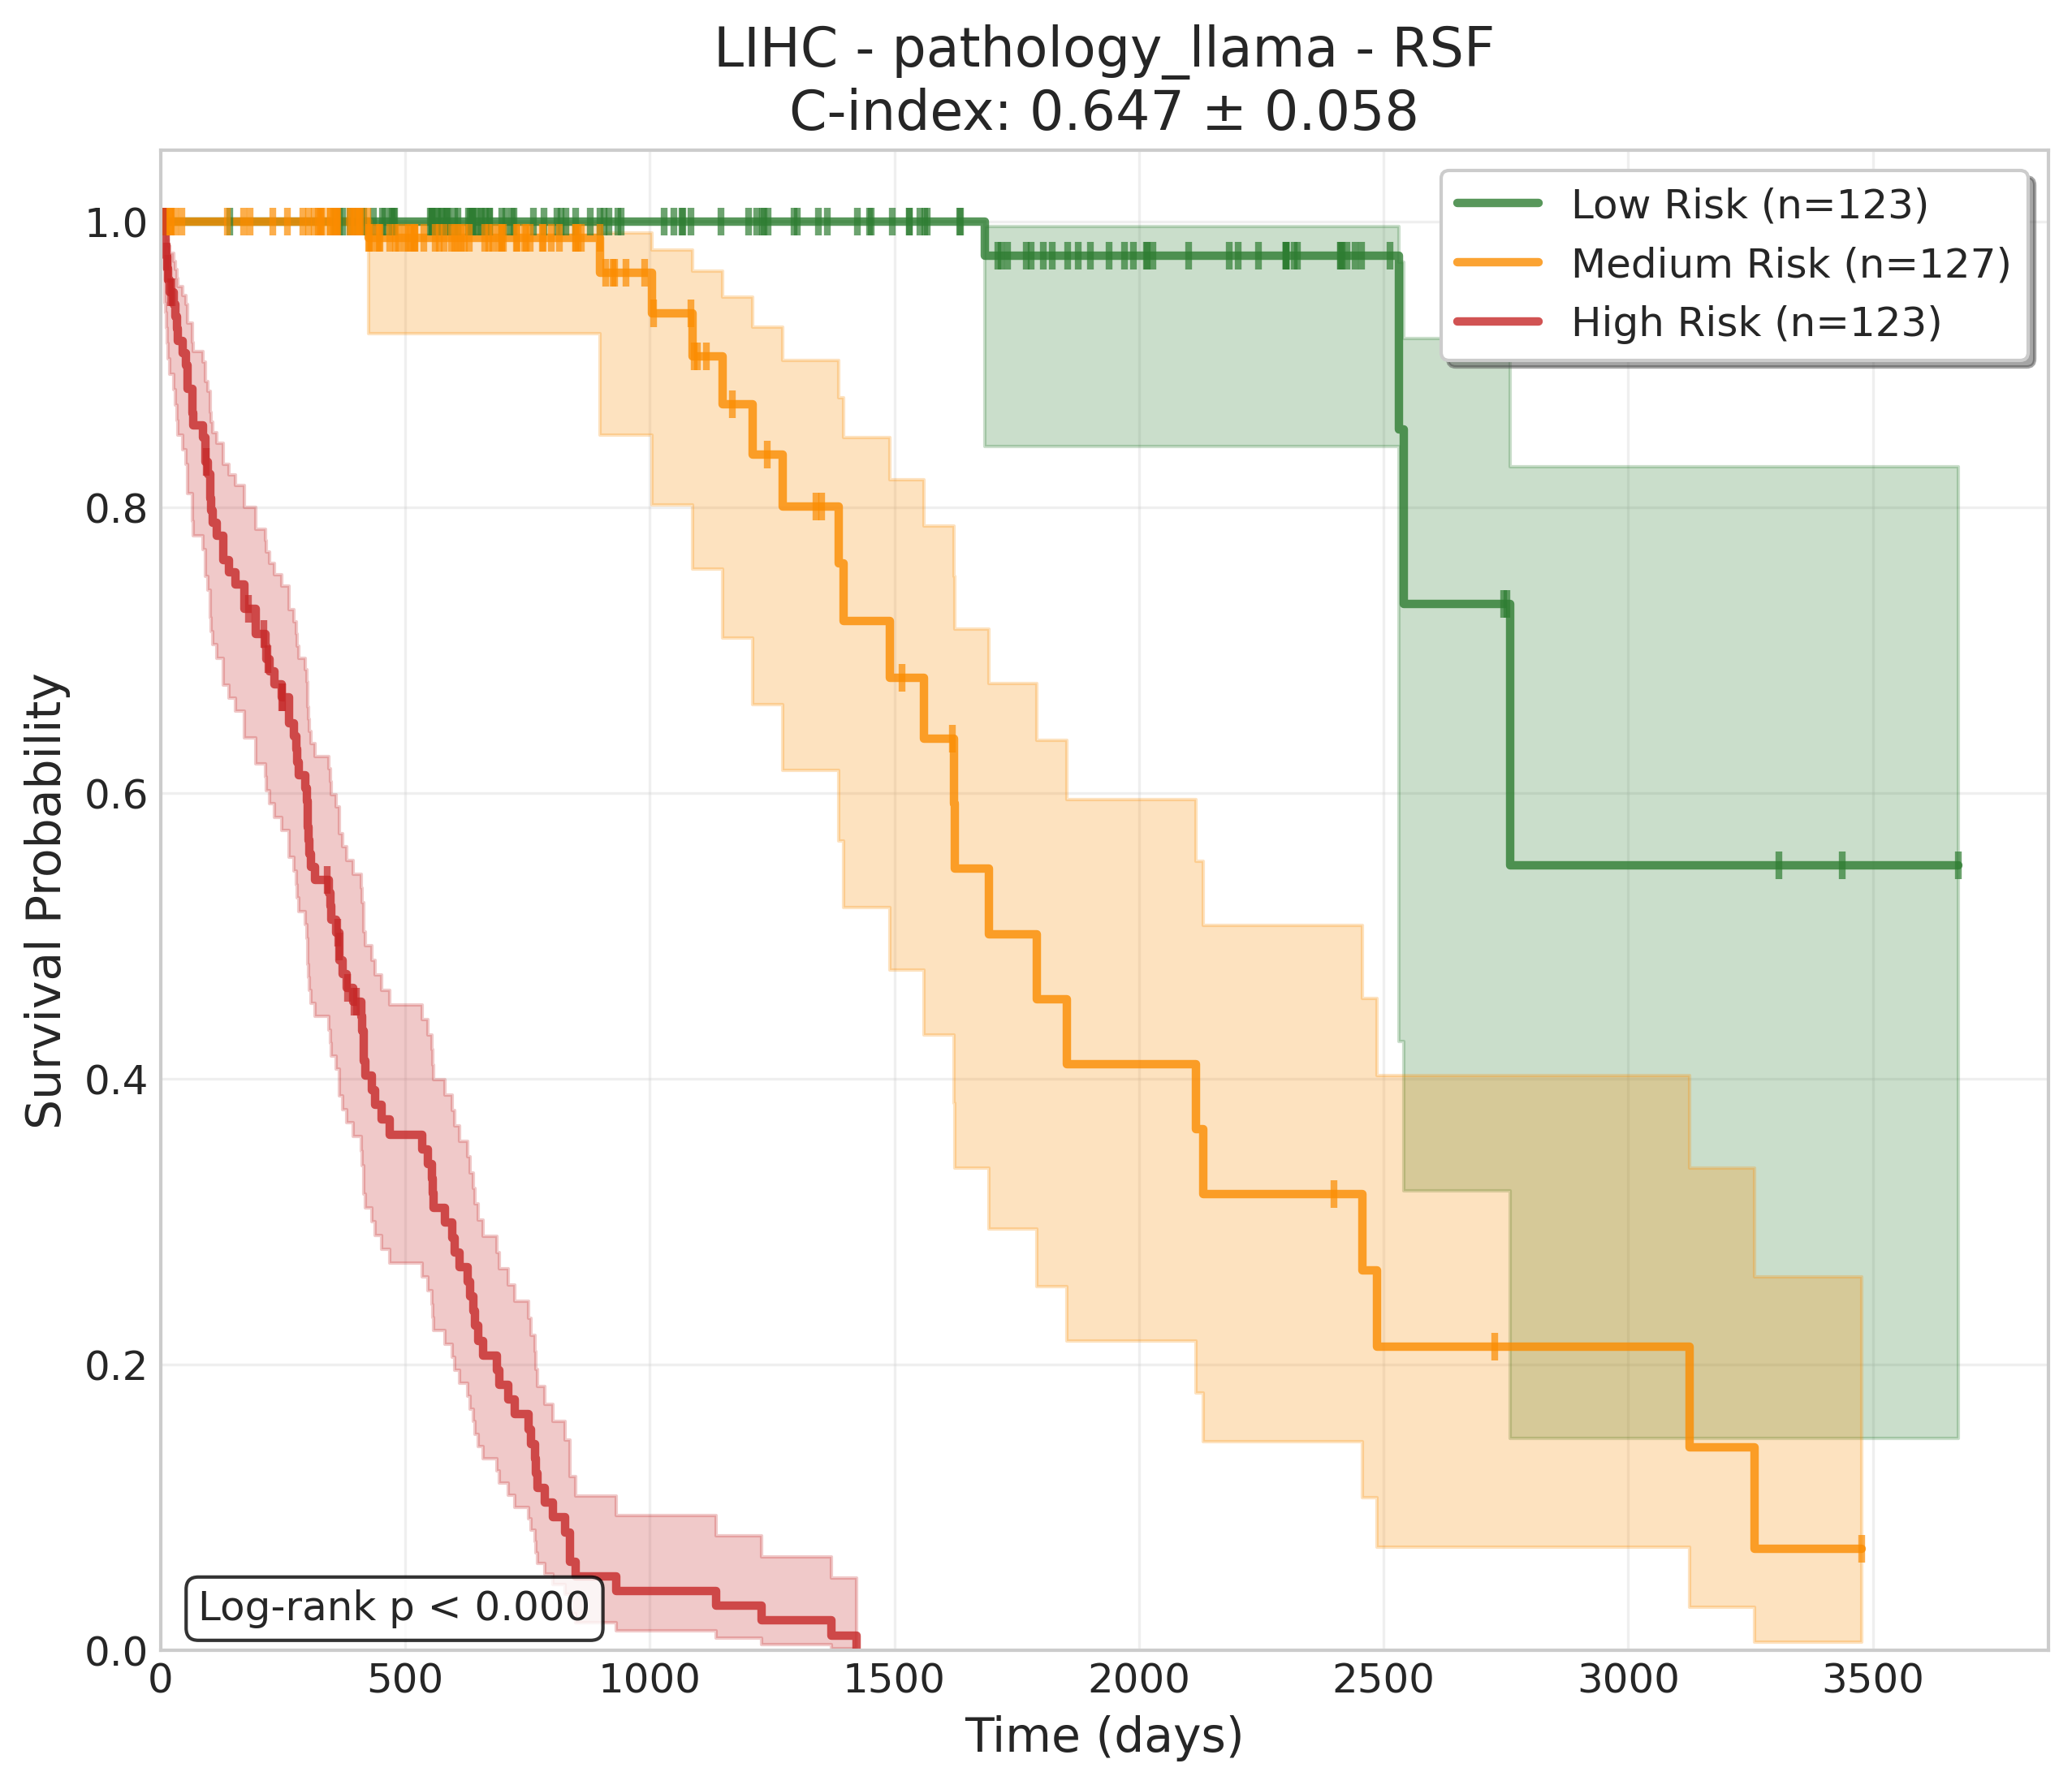 LIHC - pathology_llama - RSF
C-index: 0.647 ± 0.058
Low Risk (n=123)
Medium Risk (n=127)
High Risk (n=123)
Survival Probability
1.0
0.8
0.6
0.4
0.2
0.0
Log-rank p < 0.000
0 500 1000 1500 2000 2500 3000 3500
Time (days)